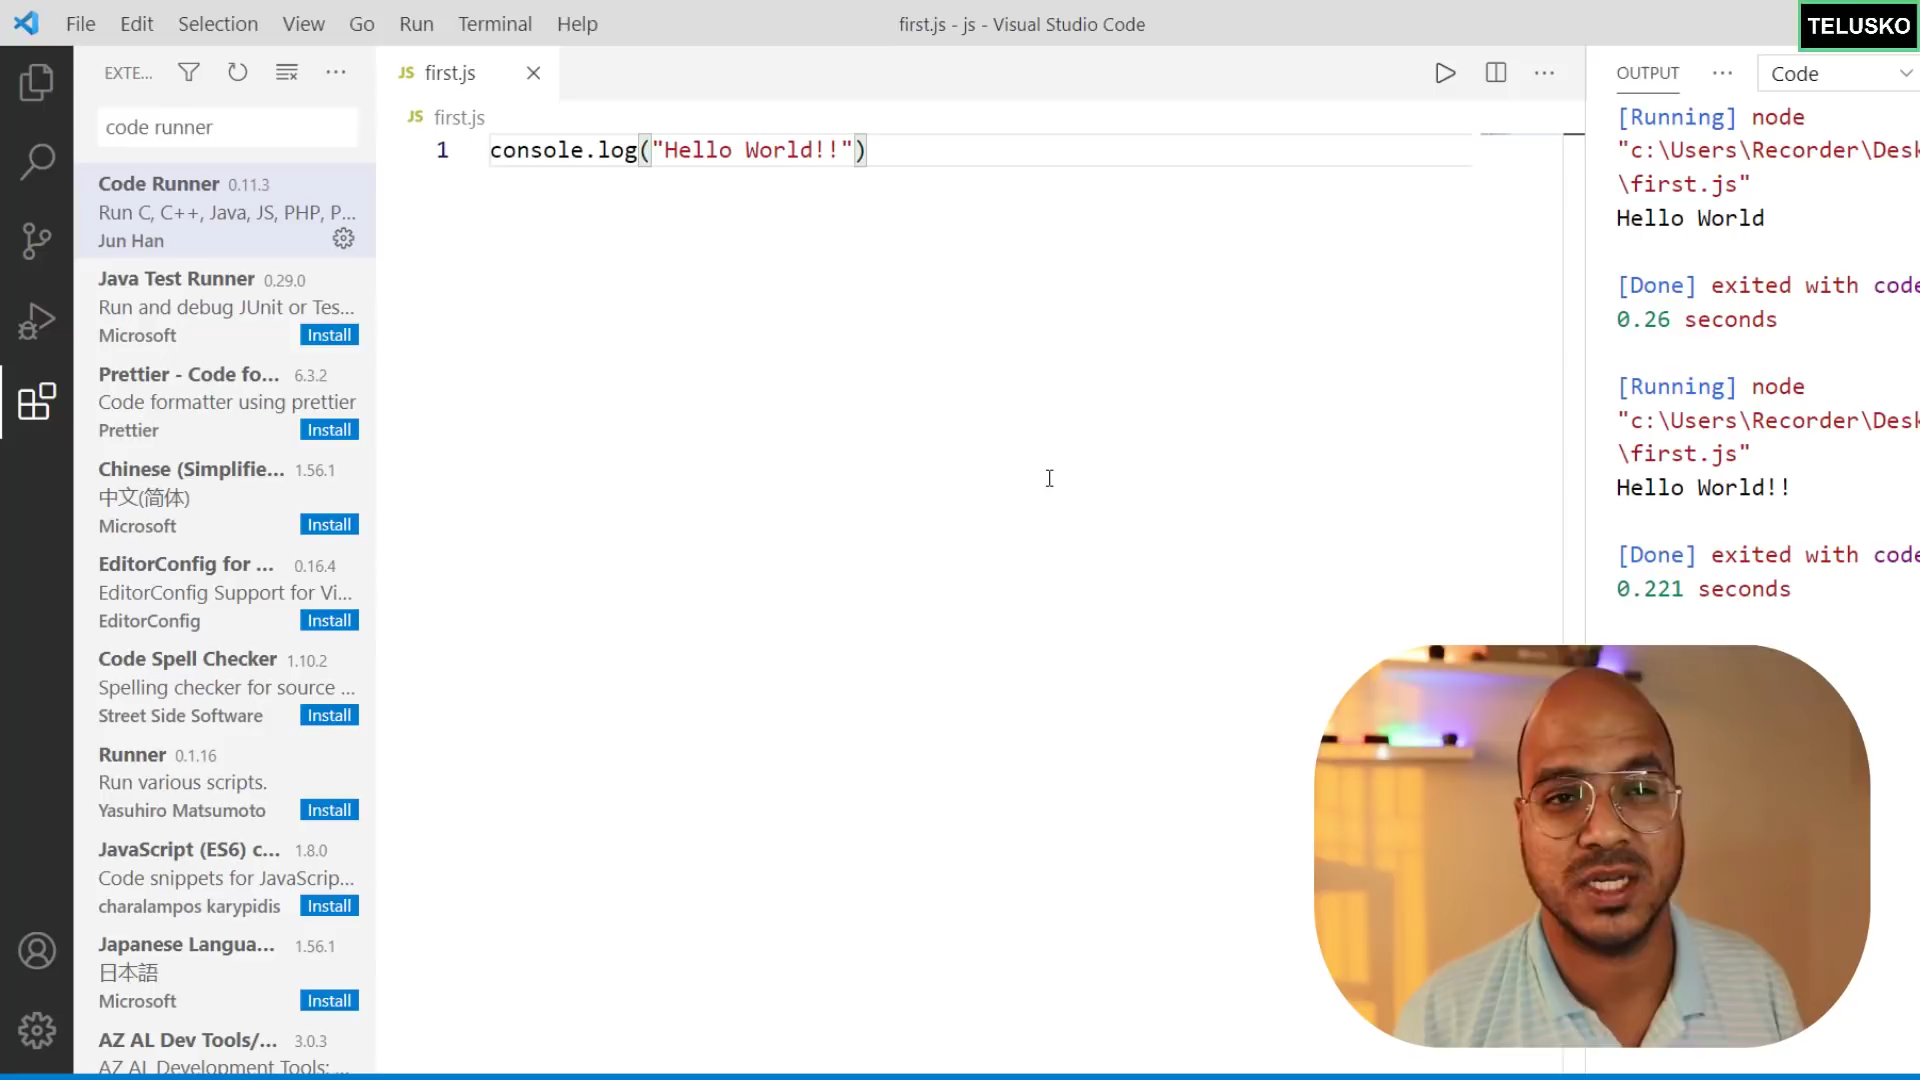 File Edit Selection View Go Run Terminal Help
first.js - js - Visual Studio Code
TELUSKO
EXTE...
code runner
Code Runner 0.11.3
Run C, C++, Java, JS, PHP, P...
Jun Han
Java Test Runner 0.29.0
Run and debug JUnit or Tes...
Microsoft Install
Prettier - Code fo... 6.3.2
Code formatter using prettier
Prettier Install
Chinese (Simplifie... 1.56.1
中文(简体)
Microsoft Install
EditorConfig for ... 0.16.4
EditorConfig Support for Vi...
EditorConfig Install
Code Spell Checker 1.10.2
Spelling checker for source ...
Street Side Software Install
Runner 0.1.16
Run various scripts.
Yasuhiro Matsumoto Install
JavaScript (ES6) c... 1.8.0
Code snippets for JavaScrip...
charalampos karypidis Install
Japanese Langua... 1.56.1
日本語
Microsoft Install
AZ AL Dev Tools/... 3.0.3
AZ AL Development Tools: ...
JS first.js
JS first.js
1 console.log("Hello World!!")
OUTPUT ... Code
[Running] node
"c:\Users\Recorder\Desk
\first.js"
Hello World
[Done] exited with code
0.26 seconds
[Running] node
"c:\Users\Recorder\Desk
\first.js"
Hello World!!
[Done] exited with code
0.221 seconds